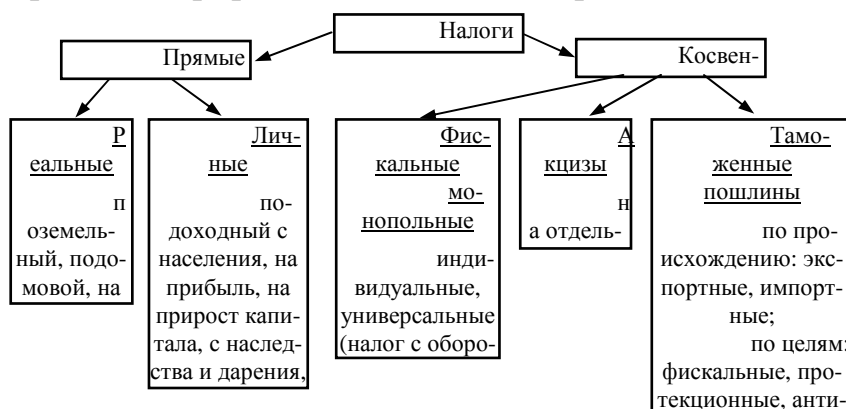 Налоги
Прямые
Косвен-
Р
еальные
п
оземель-
ный, подо-
мовой, на
Лич-
ные
по-
доходный с
населения, на
прибыль, на
прирост капи-
тала, с наслед-
ства и дарения,
Фис-
кальные
мо-
нопольные
инди-
видуальные,
универсальные
(налог с оборо-
А
кцизы
н
а отдель-
Тамо-
женные
пошлины
по про-
исхождению: экс-
портные, импорт-
ные;
по целям:
фискальные, про-
текционные, анти-